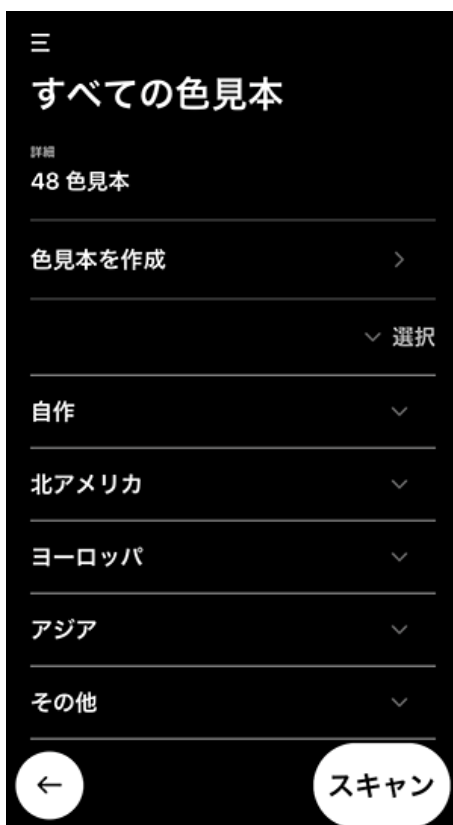 すべての色見本
詳細
48 色見本
色見本を作成
選択
自作
北アメリカ
ヨーロッパ
アジア
その他
スキャン